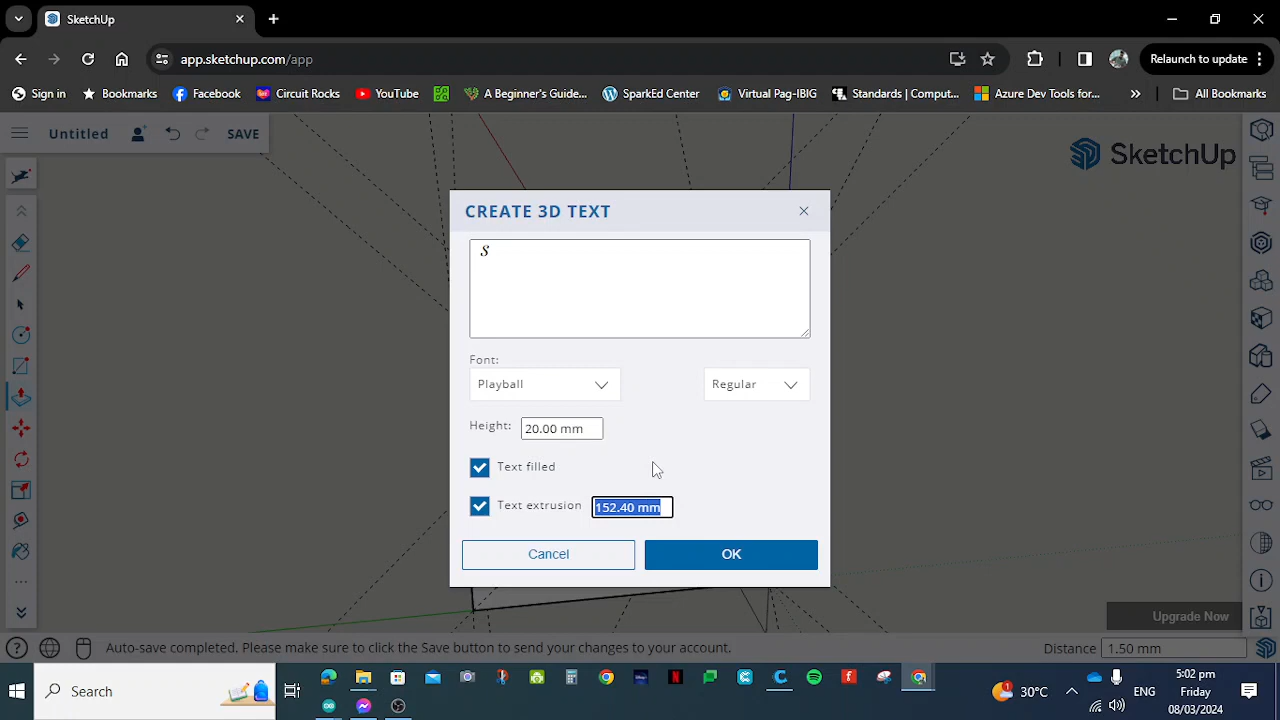 SketchUp
app.sketchup.com/app
Relaunch to update
Sign in
Bookmarks
Facebook
Circuit Rocks
YouTube
A Beginner's Guide...
SparkEd Center
Virtual Pag-IBIG
Standards | Comput...
Azure Dev Tools for...
»
All Bookmarks
Untitled
SAVE
SketchUp
CREATE 3D TEXT
S
Font:
Playball
Regular
Height:
20.00 mm
Text filled
Text extrusion
152.40 mm
Cancel
OK
Upgrade Now
Auto-save completed. Please make sure to click the Save button to send your changes to your account.
Distance
1.50 mm
Search
30°C
ENG
5:02 pm
Friday
08/03/2024